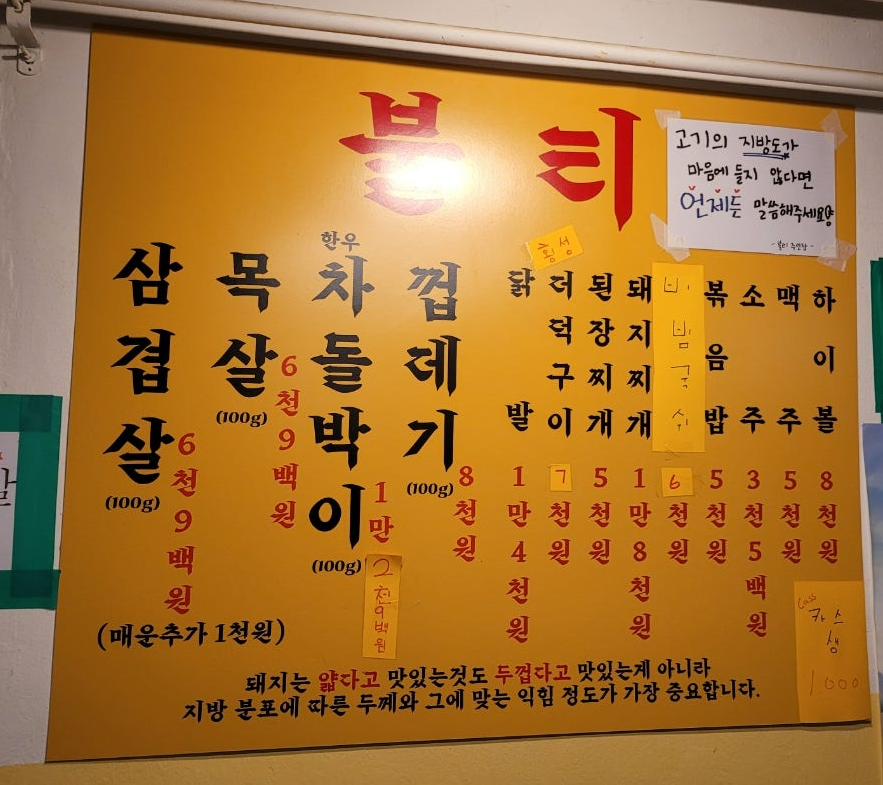 불티
고기의 지방도가
마음에 들지 않다면
언제든 말씀해주세요양
삼겹살
(100g)
6천9백원
목살
(100g)
6천9백원
한우
차돌박이
(100g)
1만2천9백원
껍데기
(100g)
8천원
닭발
1만4천원
횡성
더덕구이
7천원
된장찌개
5천원
돼지찌개
1만8천원
비빔국수
6천원
볶음밥
5천원
소주
3천5백원
맥주
5천원
하이볼
8천원
Cass
카스
생
1.000
(매운추가 1천원)
돼지는 얇다고 맛있는것도 두껍다고 맛있는게 아니라
지방 분포에 따른 두께와 그에 맞는 익힘 정도가 가장 중요합니다.